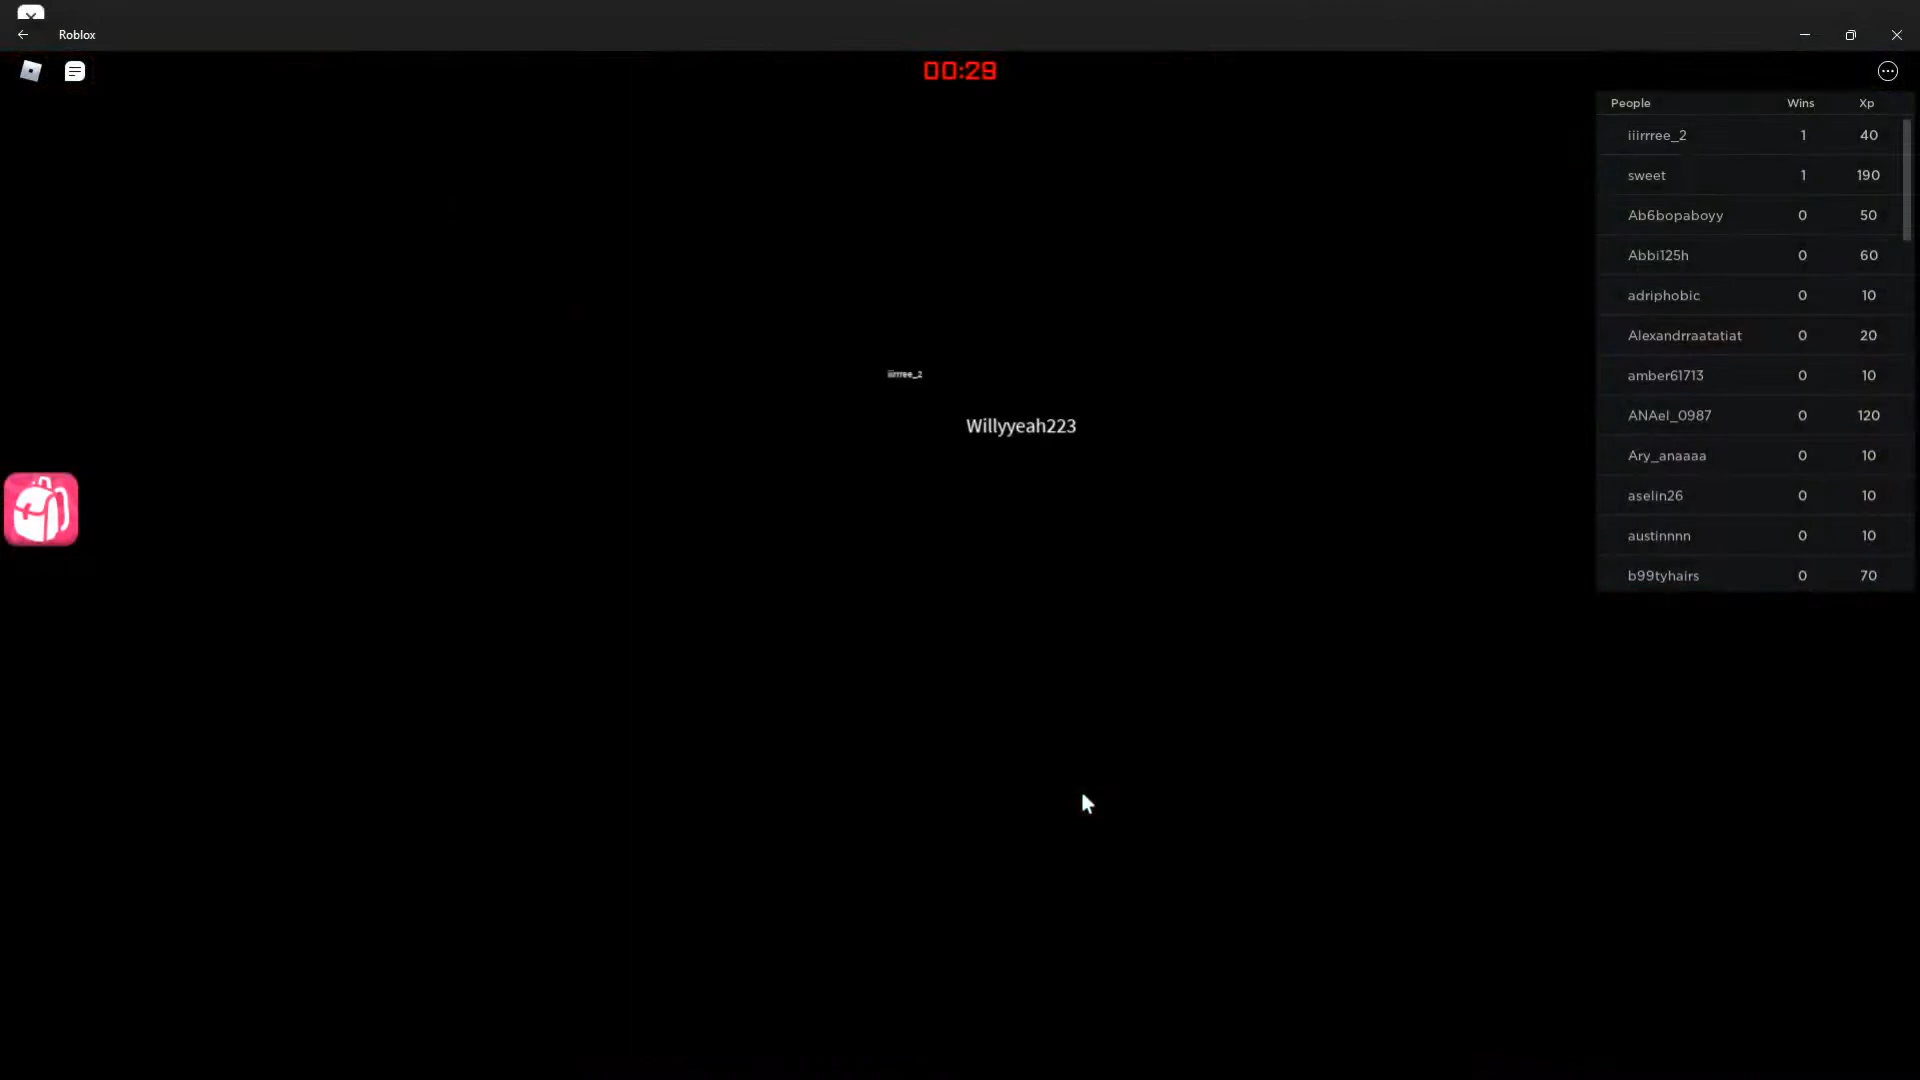 Roblox
00:29
People Wins Xp
iiirrree_2 1 40
sweet 1 190
Ab6bopaboyy 0 50
Abbi125h 0 60
adriphobic 0 10
Alexandrraatatiat 0 20
amber61713 0 10
ANAel_0987 0 120
Ary_anaaaa 0 10
aselin26 0 10
austinnnn 0 10
b99tyhairs 0 70
iiirrree_2
Willyyeah223